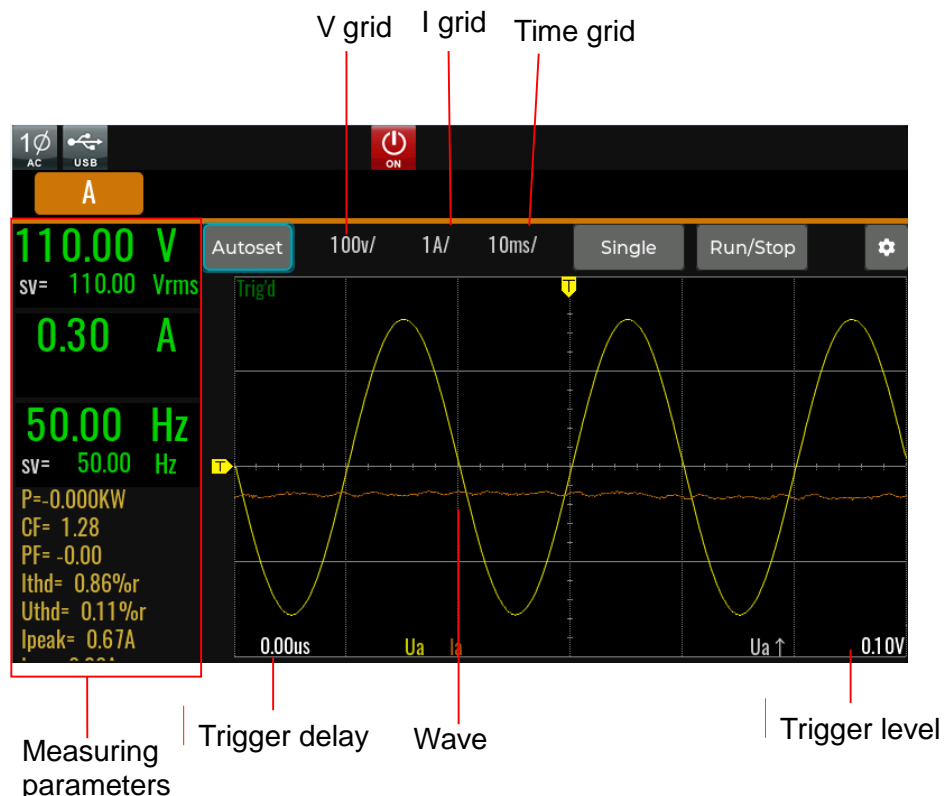 V grid I grid Time grid
1Ø AC USB ON
A
110.00 V
sv= 110.00 Vrms
0.30 A
50.00 Hz
sv= 50.00 Hz
P=-0.000KW
CF= 1.28
PF= -0.00
Ithd= 0.86%r
Uthd= 0.11%r
Ipeak= 0.67A
Autoset 100v/ 1A/ 10ms/ Single Run/Stop
Trig'd
T
T
0.00us Ua Ia Ua↑ 0.10V
Measuring
parameters
Trigger delay
Wave
Trigger level